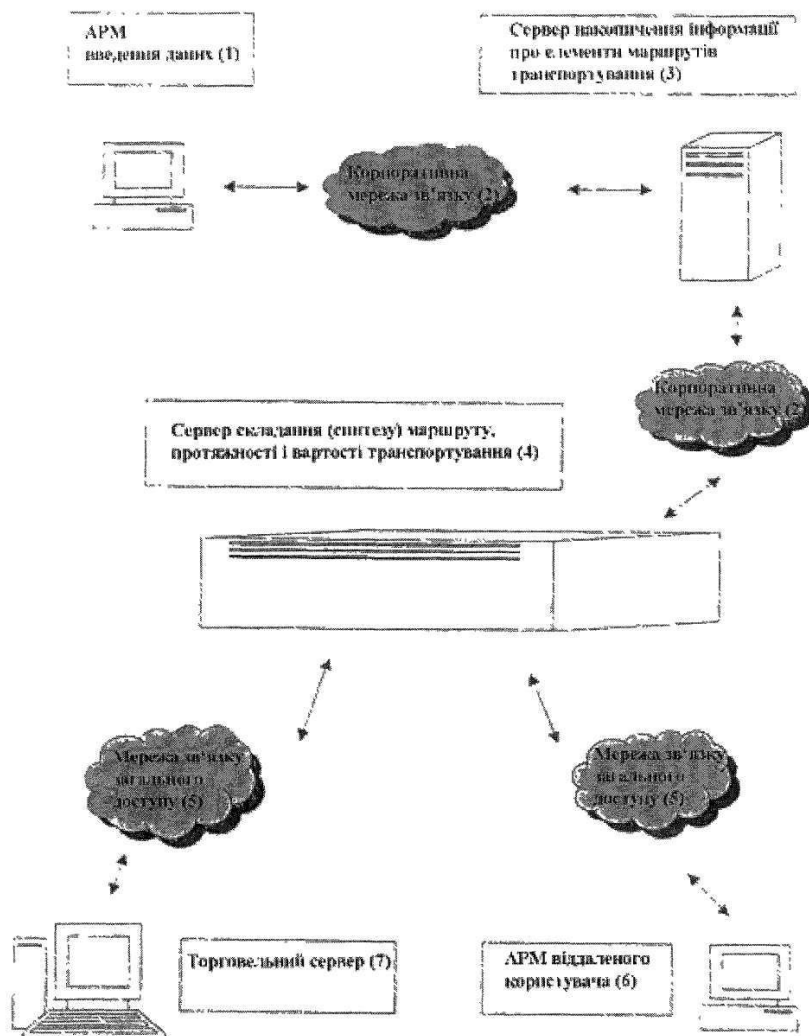 АРМ
введення даних (1)
Сервер накопичення інформації
про елементи маршрутів
транспортування (3)
Корпоративна
мережа зв'язку (2)
Корпоративна
мережа зв'язку (2)
Сервер складання (синтезу) маршруту,
протяжності і вартості транспортування (4)
Мережа зв'язку
загального
доступу (5)
Мережа зв'язку
загального
доступу (5)
Торговельний сервер (7)
АРМ віддаленого
користувача (6)